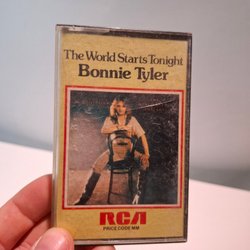 The World Starts Tonight
Bonnie Tyler
RCA
PRICE CODE MM